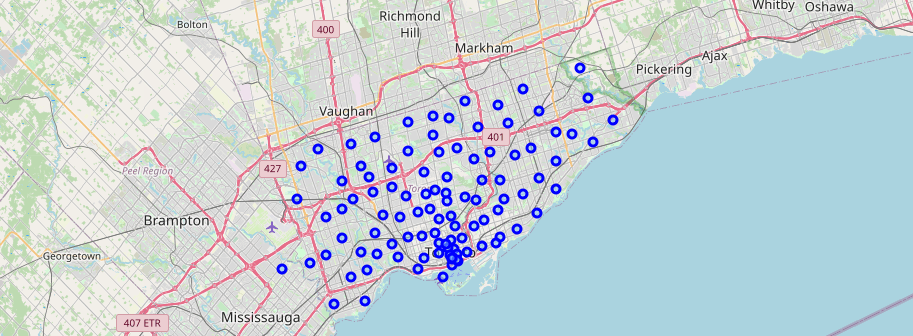 Whitby
Oshawa
Bolton
400
Richmond
Hill
Markham
Ajax
Pickering
Vaughan
401
427
Peel Region
Brampton
Georgetown
Mississauga
407 ETR